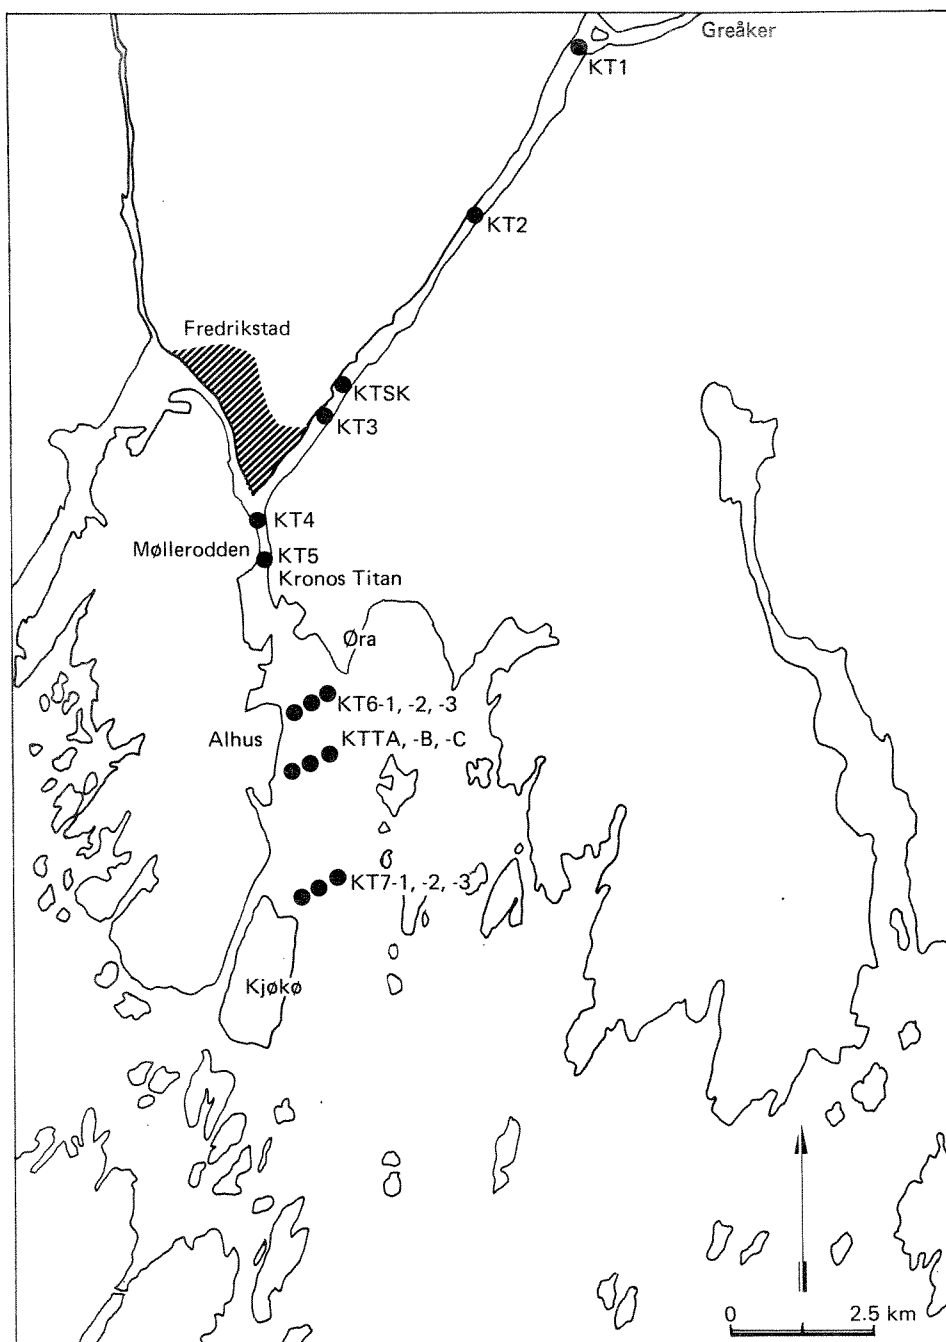 Greåker
KT1
KT2
Fredrikstad
KTSK
KT3
KT4
Møllerodden
KT5
Kronos Titan
Øra
KT6-1, -2, -3
Alhus
KTTA, -B, -C
KT7-1, -2, -3
Kjøkø
0 2.5 km